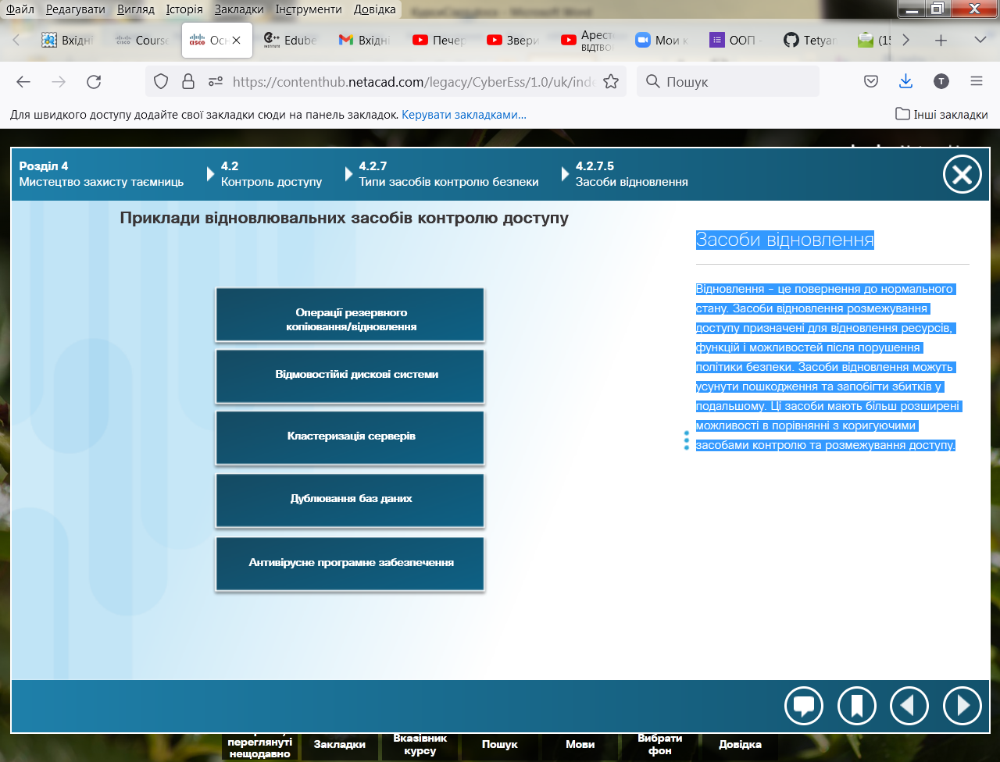 Файл Редагувати Вигляд Історія Закладки Інструменти Довідка
Вхідні Course Осн Edube Вхідні Печер Звери Арест Мои к ООП - Tetyan (15
ВІДТВО
https://contenthub.netacad.com/legacy/CyberEss/1.0/uk/inde Пошук T
Для швидкого доступу додайте свої закладки сюди на панель закладок. Керувати закладками... Інші закладки
Розділ 4 4.2 4.2.7 4.2.7.5
Мистецтво захисту таємниць Контроль доступу Типи засобів контролю безпеки Засоби відновлення
Приклади відновлювальних засобів контролю доступу
Операції резервного
копіювання/відновлення
Відмовостійкі дискові системи
Кластеризація серверів
Дублювання баз даних
Антивірусне програмне забезпечення
Засоби відновлення
Відновлення – це повернення до нормального
стану. Засоби відновлення розмежування
доступу призначені для відновлення ресурсів,
функцій і можливостей після порушення
політики безпеки. Засоби відновлення можуть
усунути пошкодження та запобігти збитків у
подальшому. Ці засоби мають більш розширені
можливості в порівнянні з коригуючими
засобами контролю та розмежування доступу.
переглянуті
нещодавно
Закладки
Вказівник
курсу
Пошук
Мови
Вибрати
фон
Довідка